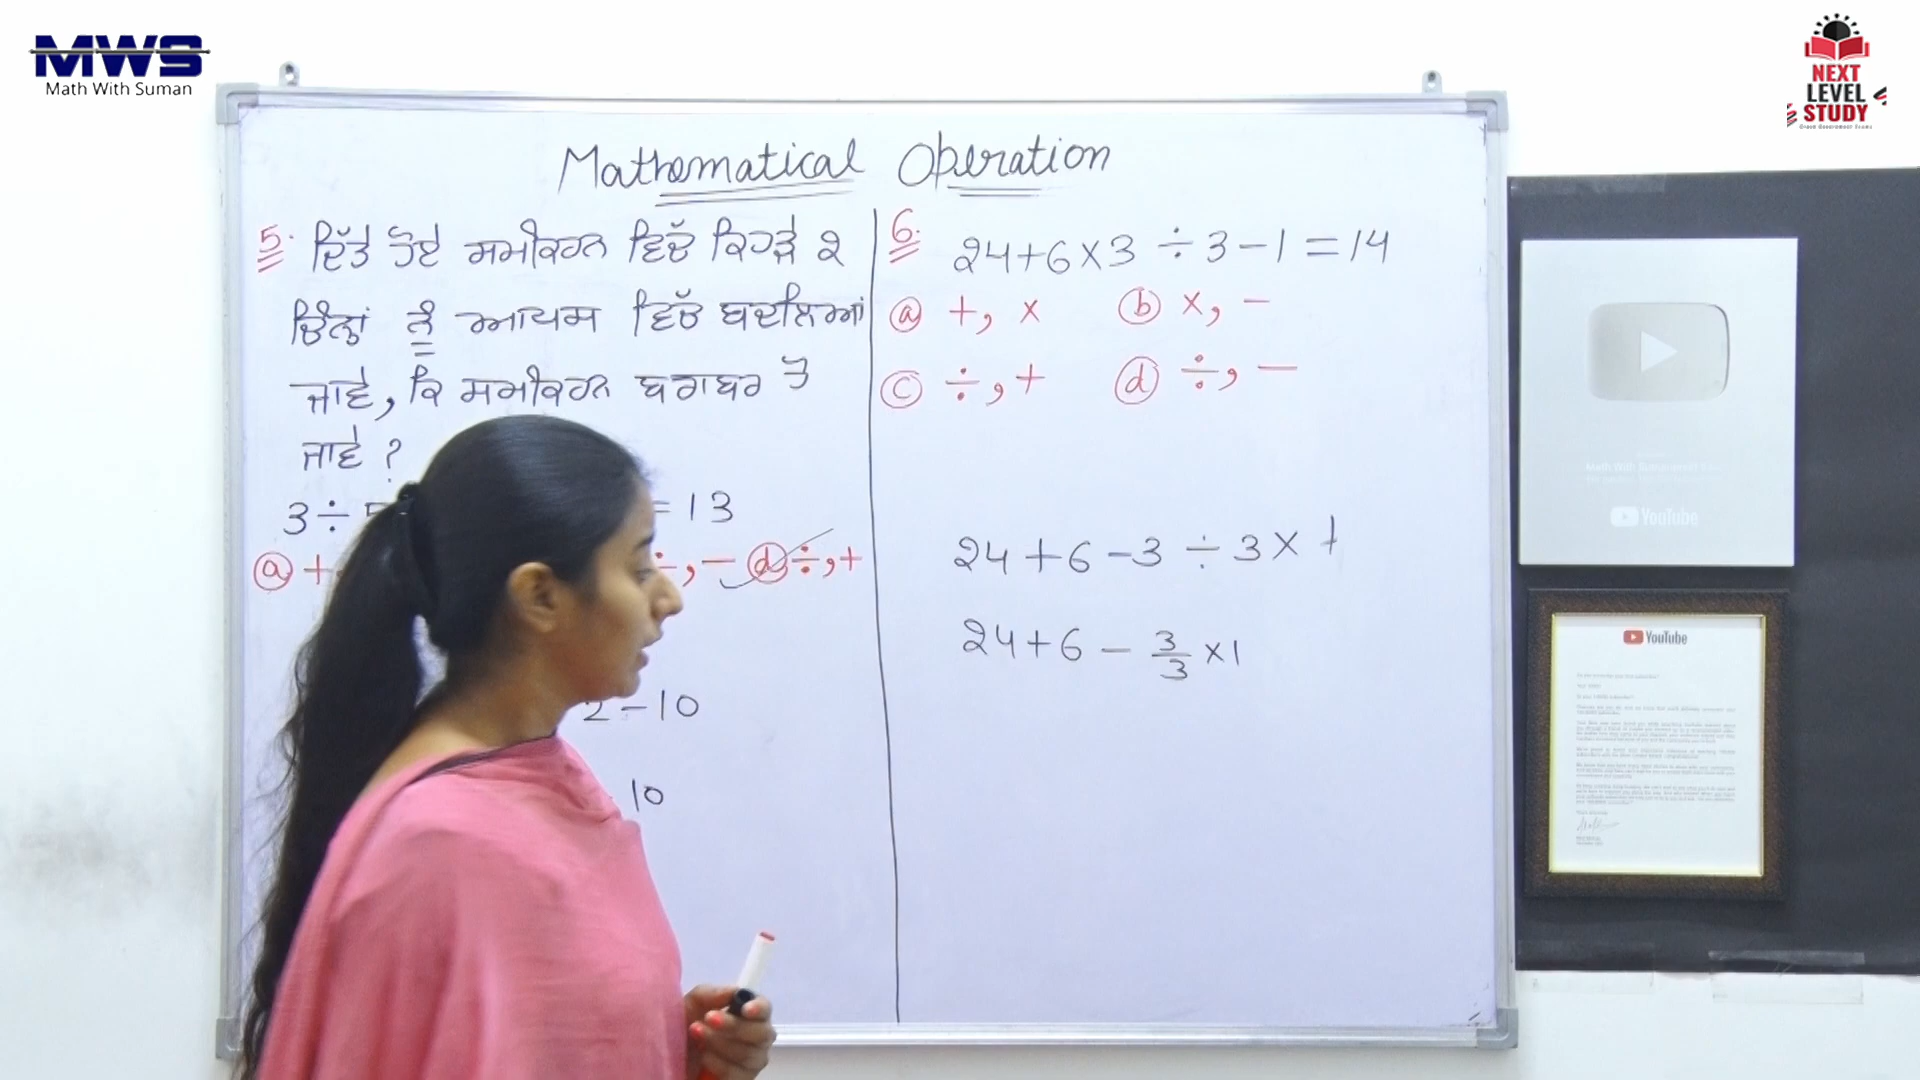 MWS
Math With Suman
NEXT
LEVEL
STUDY
Mathematical Operation
5. ਦਿੱਤੇ ਹੋਏ ਸਮੀਕਰਨ ਵਿੱਚ ਕਿਹੜੇ 2
ਚਿੰਨ੍ਹਾਂ ਨੂੰ ਆਪਸ ਵਿੱਚ ਬਦਲਿਆਂ
ਜਾਵੇ, ਕਿ ਸਮੀਕਰਨ ਬਰਾਬਰ ਹੋ
ਜਾਵੇ ?
3 ÷ 5 = 13
(a) + ÷, - (d) ÷, +
2 - 10
10
6. 24 + 6 × 3 ÷ 3 - 1 = 14
(a) +, × (b) ×, -
(c) ÷, + (d) ÷, -
24 + 6 - 3 ÷ 3 × 1
24 + 6 - 3/3 × 1
YouTube
YouTube